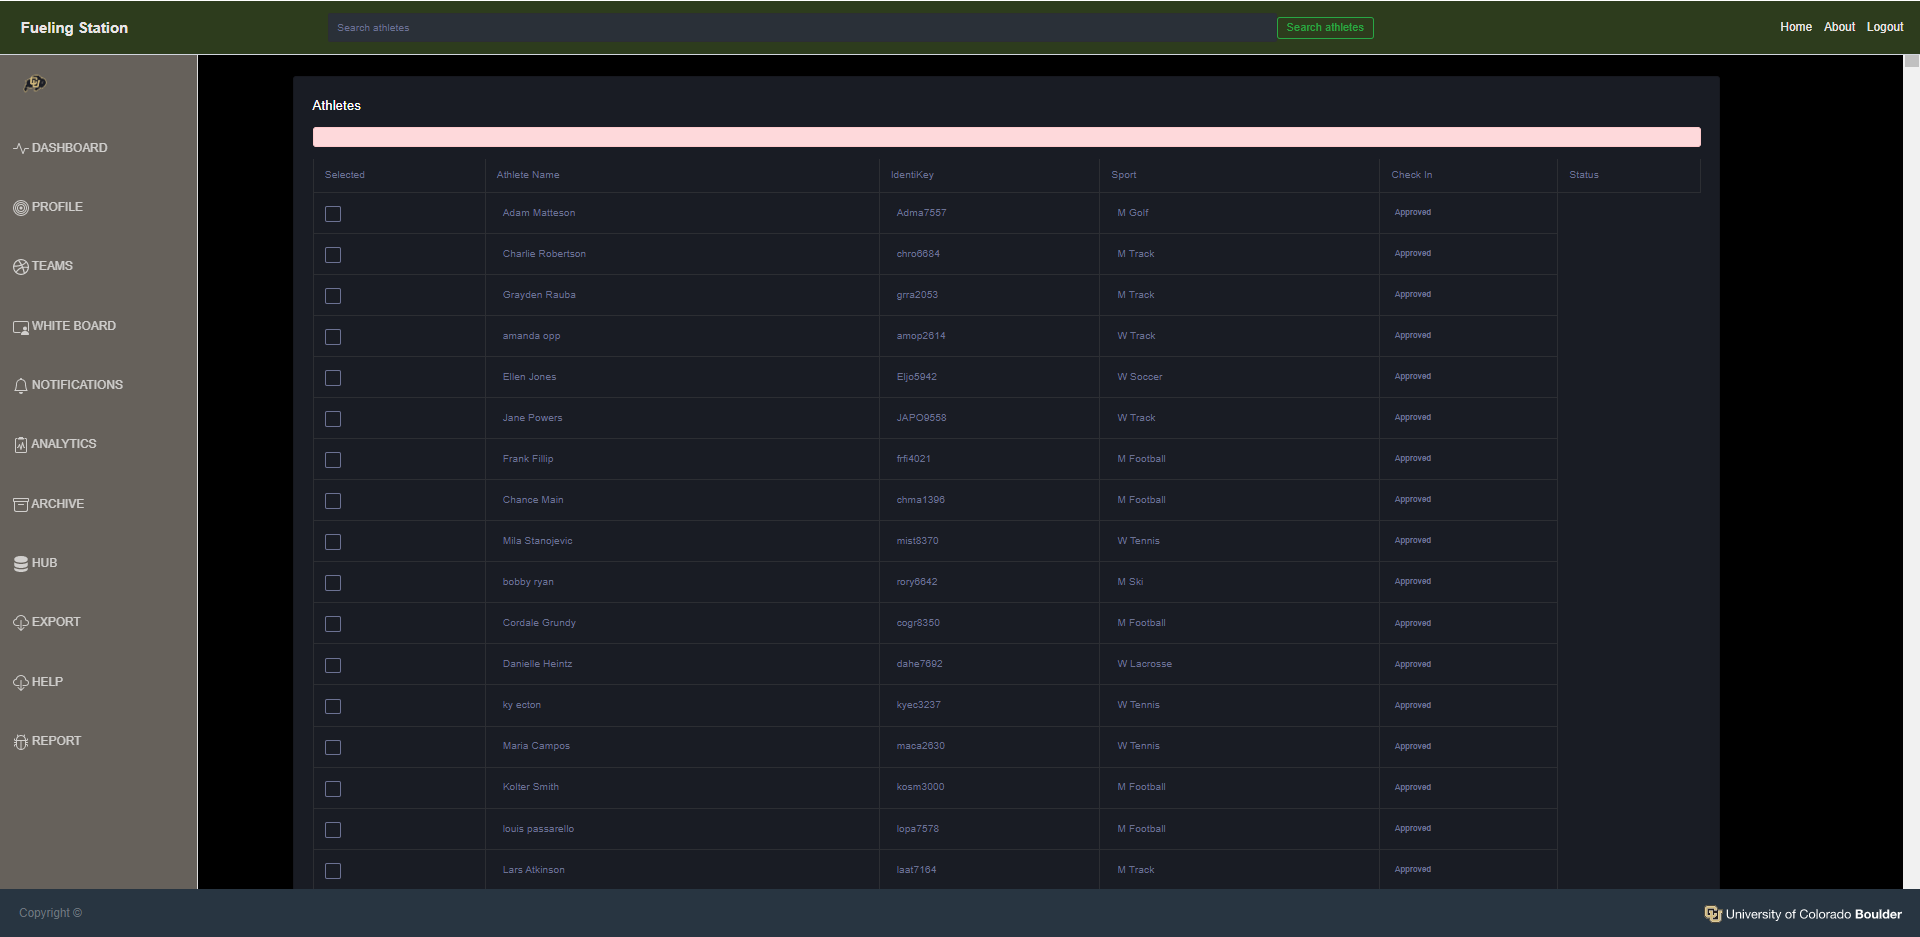 Fueling Station
Search athletes
Search athletes
Home About Logout
DASHBOARD
PROFILE
TEAMS
WHITE BOARD
NOTIFICATIONS
ANALYTICS
ARCHIVE
HUB
EXPORT
HELP
REPORT
Athletes
Selected Athlete Name IdentiKey Sport Check In Status
Adam Matteson Adma7557 M Golf Approved
Charlie Robertson chro6684 M Track Approved
Grayden Rauba grra2053 M Track Approved
amanda opp amop2614 W Track Approved
Ellen Jones Eljo5942 W Soccer Approved
Jane Powers JAPO9558 W Track Approved
Frank Fillip frfi4021 M Football Approved
Chance Main chma1396 M Football Approved
Mila Stanojevic mist8370 W Tennis Approved
bobby ryan rory6642 M Ski Approved
Cordale Grundy cogr8350 M Football Approved
Danielle Heintz dahe7692 W Lacrosse Approved
ky ecton kyec3237 W Tennis Approved
Maria Campos maca2630 W Tennis Approved
Kolter Smith kosm3000 M Football Approved
louis passarello lopa7578 M Football Approved
Lars Atkinson laat7164 M Track Approved
Copyright ©
University of Colorado Boulder